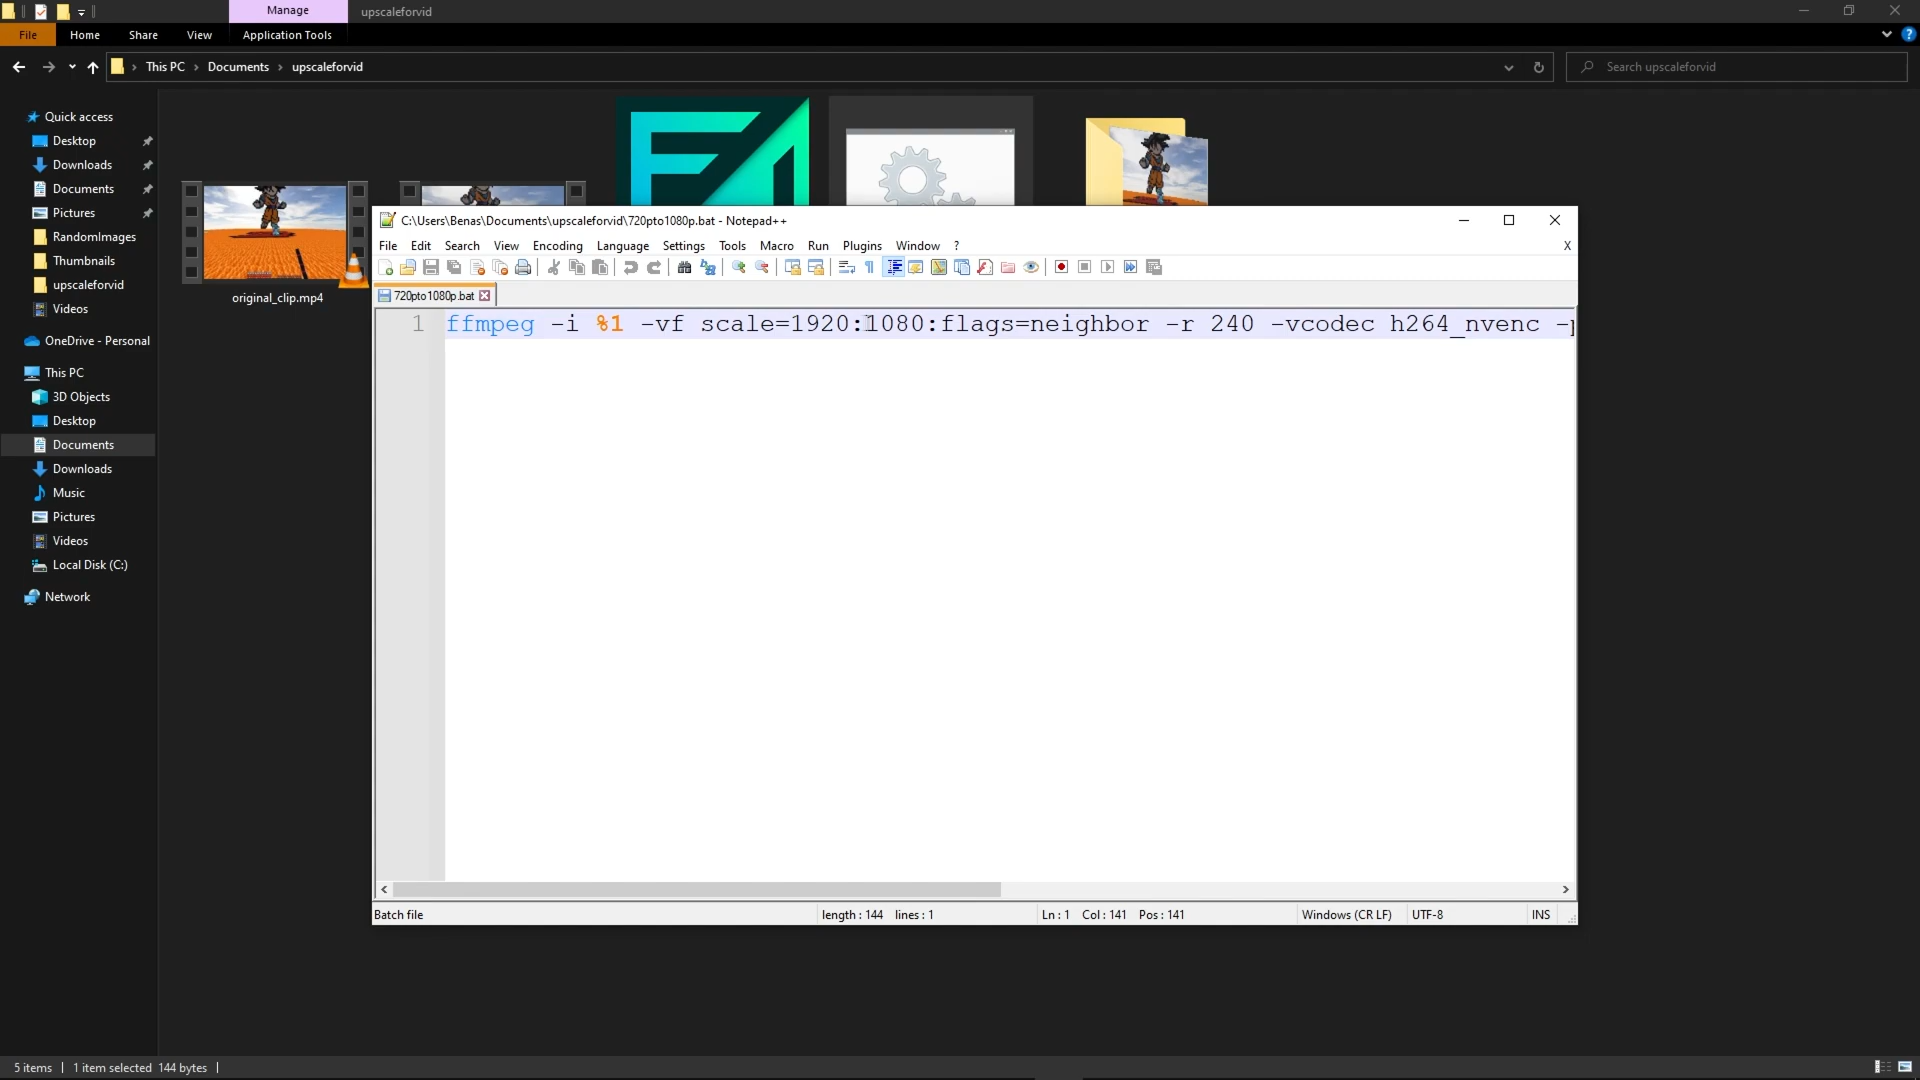 Manage
upscaleforvid
File
Home
Share
View
Application Tools
?
This PC
Documents
upscaleforvid
Search upscaleforvid
Quick access
Desktop
Downloads
Documents
Pictures
RandomImages
Thumbnails
upscaleforvid
Videos
OneDrive - Personal
This PC
3D Objects
Desktop
Documents
Downloads
Music
Pictures
Videos
Local Disk (C:)
Network
original_clip.mp4
C:\Users\Benas\Documents\upscaleforvid\720pto1080p.bat - Notepad++
File Edit Search View Encoding Language Settings Tools Macro Run Plugins Window ? X
720pto1080p.bat
1 ffmpeg -i %1 -vf scale=1920:1080:flags=neighbor -r 240 -vcodec h264_nvenc -p
Batch file
length : 144 lines : 1
Ln : 1 Col : 141 Pos : 141
Windows (CR LF)
UTF-8
INS
5 items
1 item selected 144 bytes